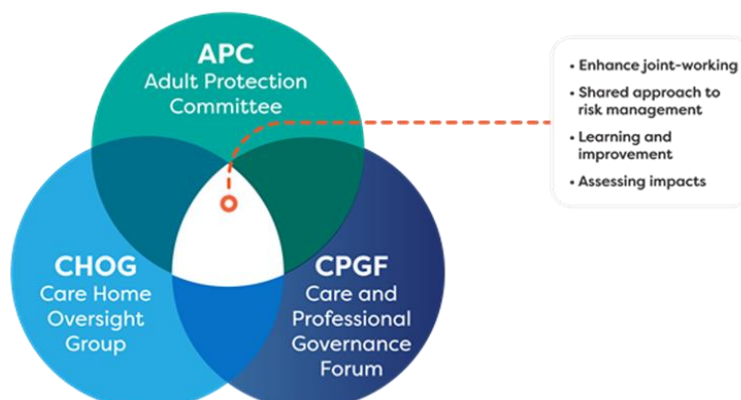 APC
Adult Protection
Committee
CHOG
Care Home
Oversight
Group
CPGF
Care and
Professional
Governance
Forum
• Enhance joint-working
• Shared approach to
risk management
• Learning and
improvement
• Assessing impacts